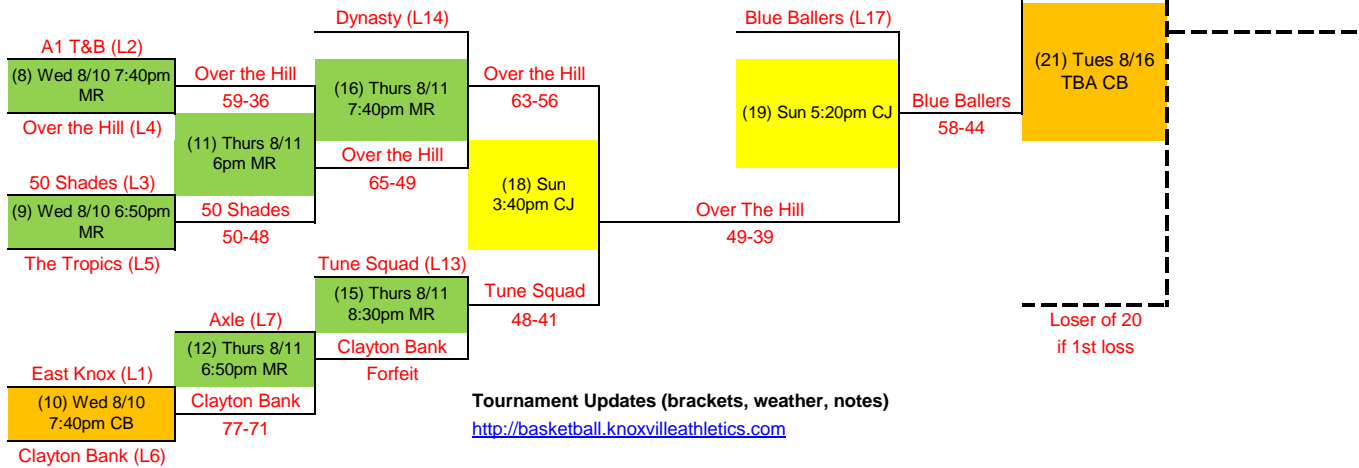 Dynasty (L14)
Blue Ballers (L17)
A1 T&B (L2)
(8) Wed 8/10 7:40pm
MR
Over the Hill
59-36
Over the Hill (L4)
(16) Thurs 8/11
7:40pm MR
Over the Hill
63-56
(19) Sun 5:20pm CJ
Blue Ballers
58-44
(21) Tues 8/16
TBA CB
(11) Thurs 8/11
6pm MR
Over the Hill
65-49
50 Shades (L3)
(9) Wed 8/10 6:50pm
MR
50 Shades
50-48
The Tropics (L5)
(18) Sun
3:40pm CJ
Over The Hill
49-39
Tune Squad (L13)
(15) Thurs 8/11
8:30pm MR
Tune Squad
48-41
Loser of 20
if 1st loss
Axle (L7)
(12) Thurs 8/11
6:50pm MR
Clayton Bank
Forfeit
East Knox (L1)
(10) Wed 8/10
7:40pm CB
Clayton Bank
77-71
Clayton Bank (L6)
Tournament Updates (brackets, weather, notes)
http://basketball.knoxvilleathletics.com